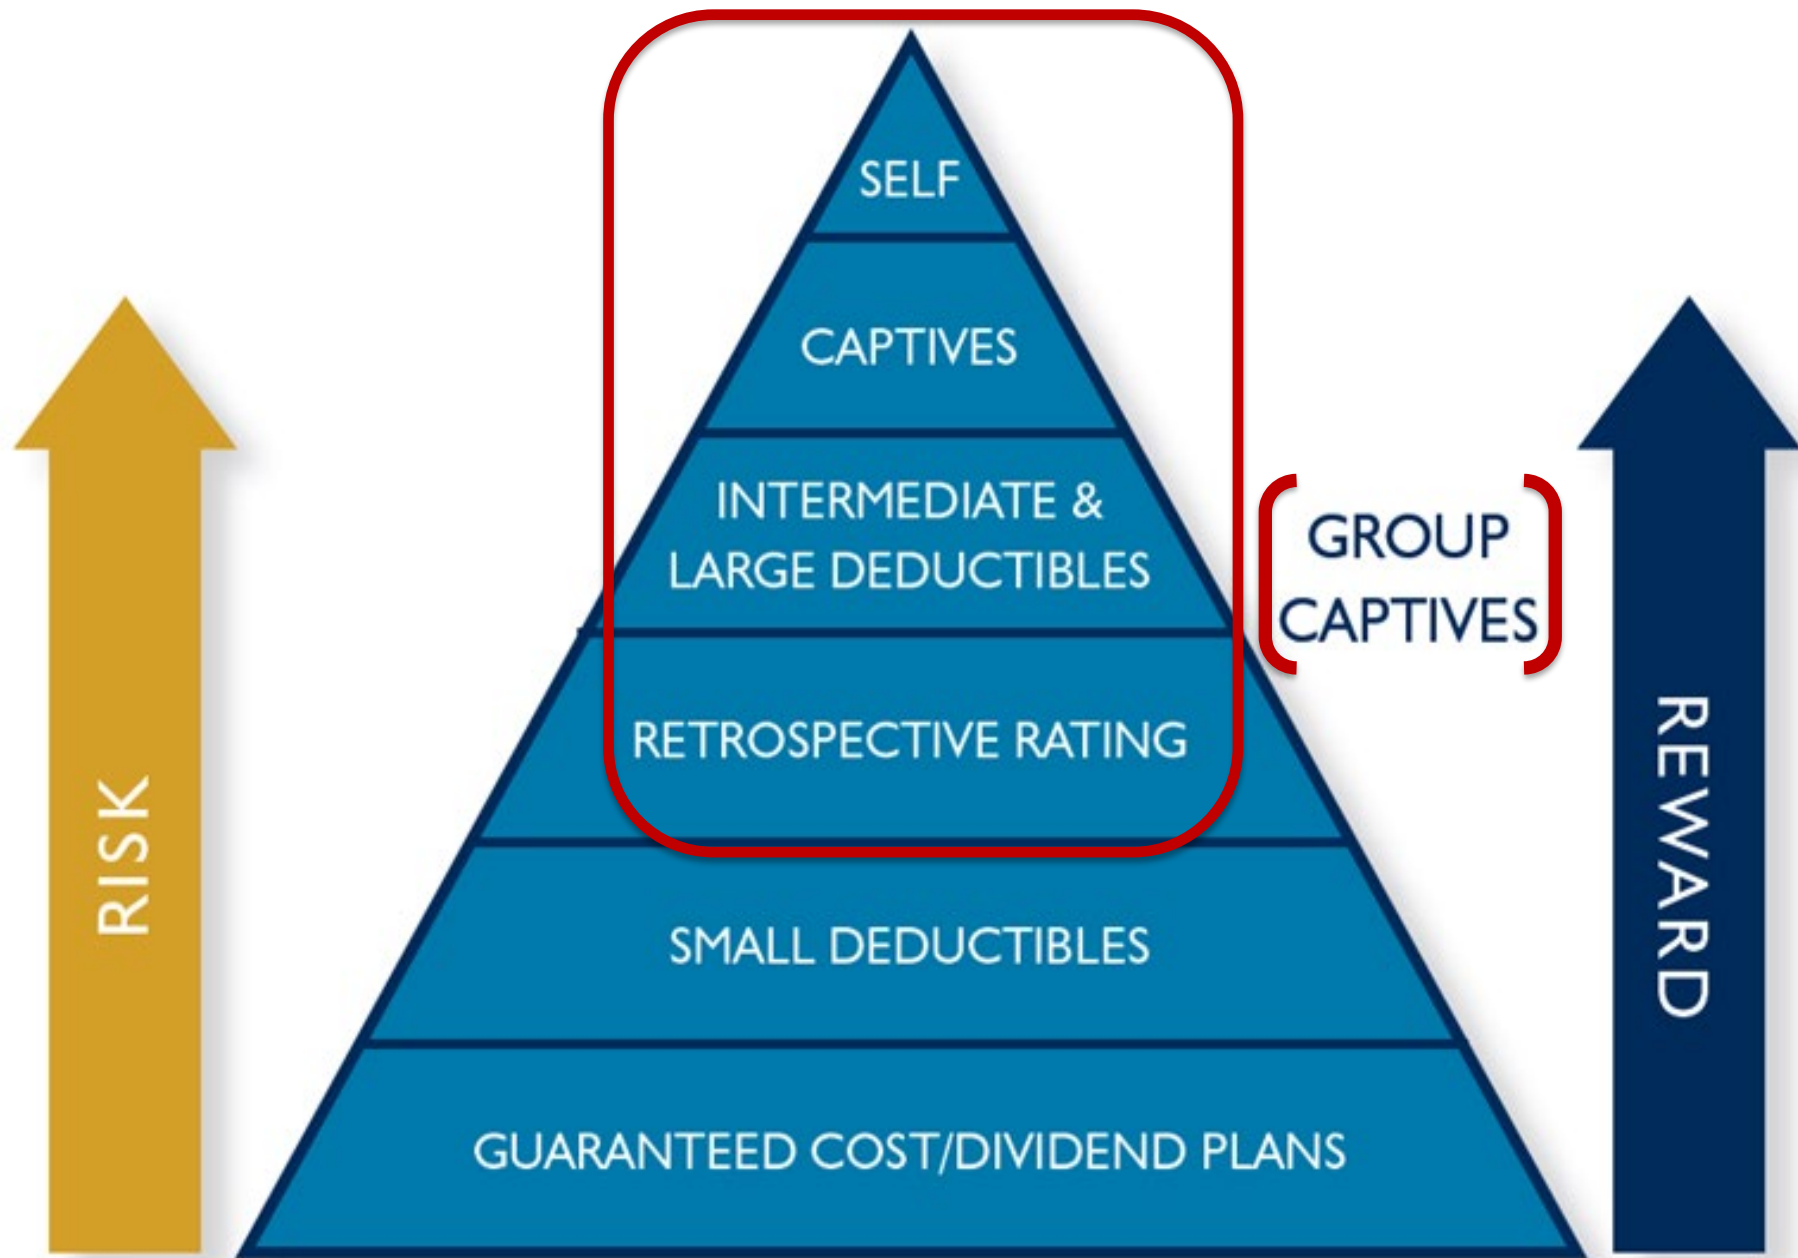 SELF
CAPTIVES
INTERMEDIATE &
LARGE DEDUCTIBLES
GROUP
CAPTIVES
RETROSPECTIVE RATING
SMALL DEDUCTIBLES
GUARANTEED COST/DIVIDEND PLANS
RISK
REWARD